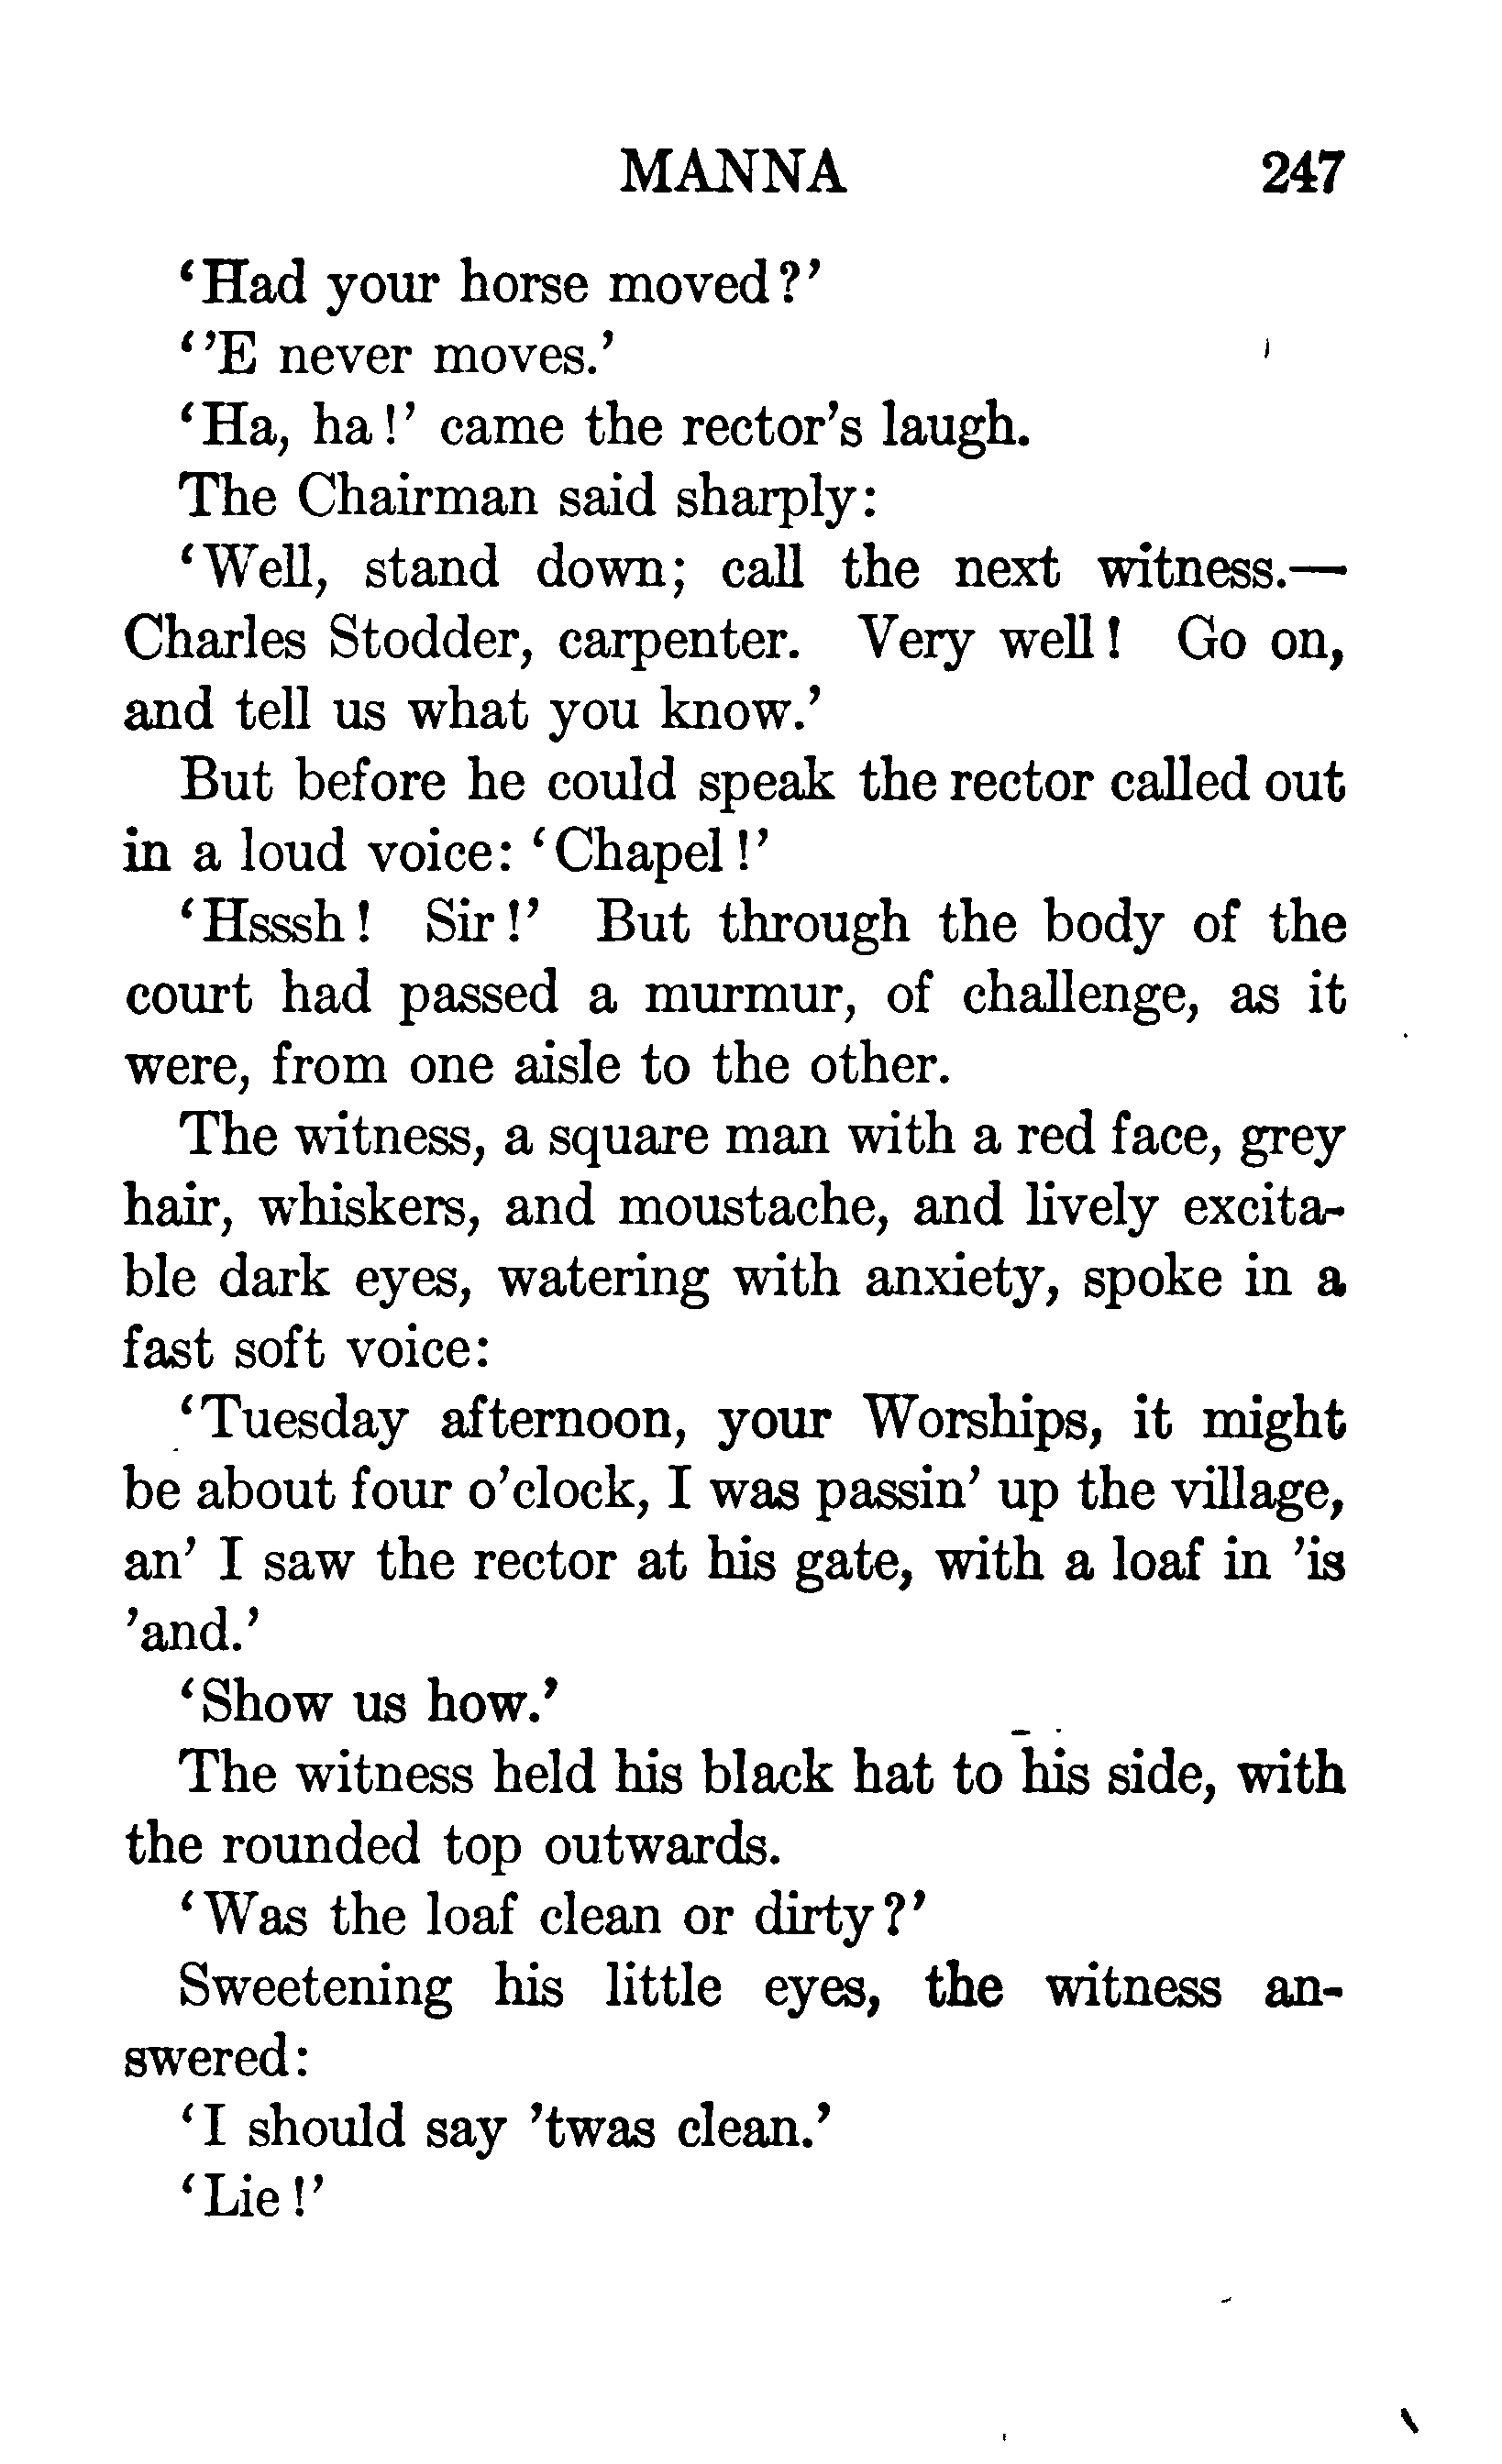 MANNA 247
‘Had your horse moved?’
‘’E never moves.’
‘Ha, ha!’ came the rector’s laugh.
The Chairman said sharply:
‘Well, stand down; call the next witness.—
Charles Stodder, carpenter. Very well! Go on,
and tell us what you know.’
But before he could speak the rector called out
in a loud voice: ‘Chapel!’
‘Hsssh! Sir!’ But through the body of the
court had passed a murmur, of challenge, as it
were, from one aisle to the other.
The witness, a square man with a red face, grey
hair, whiskers, and moustache, and lively excita-
ble dark eyes, watering with anxiety, spoke in a
fast soft voice:
‘Tuesday afternoon, your Worships, it might
be about four o’clock, I was passin’ up the village,
an’ I saw the rector at his gate, with a loaf in ’is
’and.’
‘Show us how.’
The witness held his black hat to his side, with
the rounded top outwards.
‘Was the loaf clean or dirty?’
Sweetening his little eyes, the witness an-
swered:
‘I should say ’twas clean.’
‘Lie!’